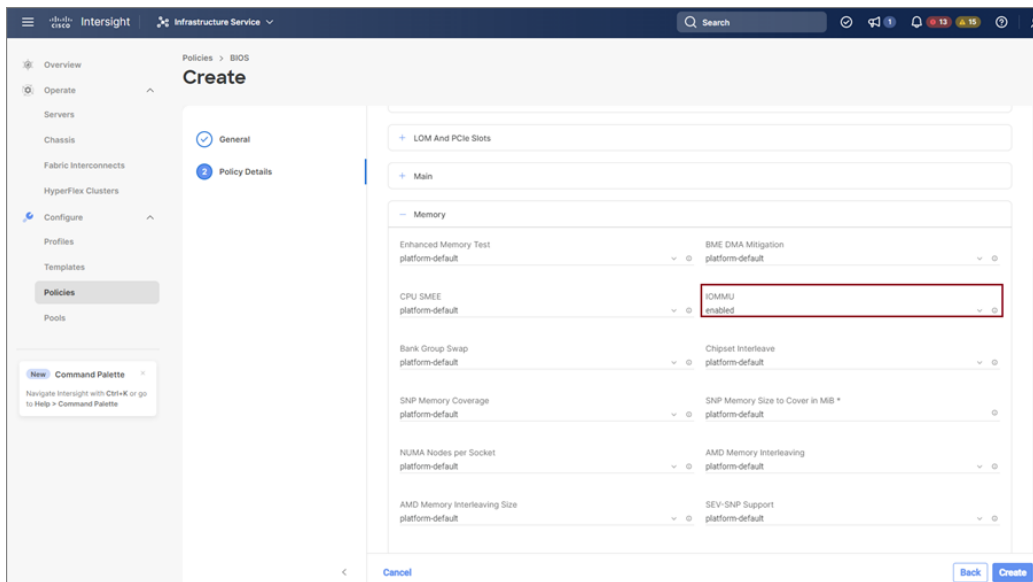 cisco Intersight
Infrastructure Service
Search
1
13
15
Overview
Operate
Servers
Chassis
Fabric Interconnects
HyperFlex Clusters
Configure
Profiles
Templates
Policies
Pools
New Command Palette
Navigate Intersight with Ctrl+K or go
to Help > Command Palette
Policies > BIOS
Create
General
2 Policy Details
+ LOM And PCIe Slots
+ Main
− Memory
Enhanced Memory Test
platform-default
BME DMA Mitigation
platform-default
CPU SMEE
platform-default
IOMMU
enabled
Bank Group Swap
platform-default
Chipset Interleave
platform-default
SNP Memory Coverage
platform-default
SNP Memory Size to Cover in MiB *
NUMA Nodes per Socket
platform-default
AMD Memory Interleaving
platform-default
AMD Memory Interleaving Size
platform-default
SEV-SNP Support
platform-default
Cancel
Back
Create